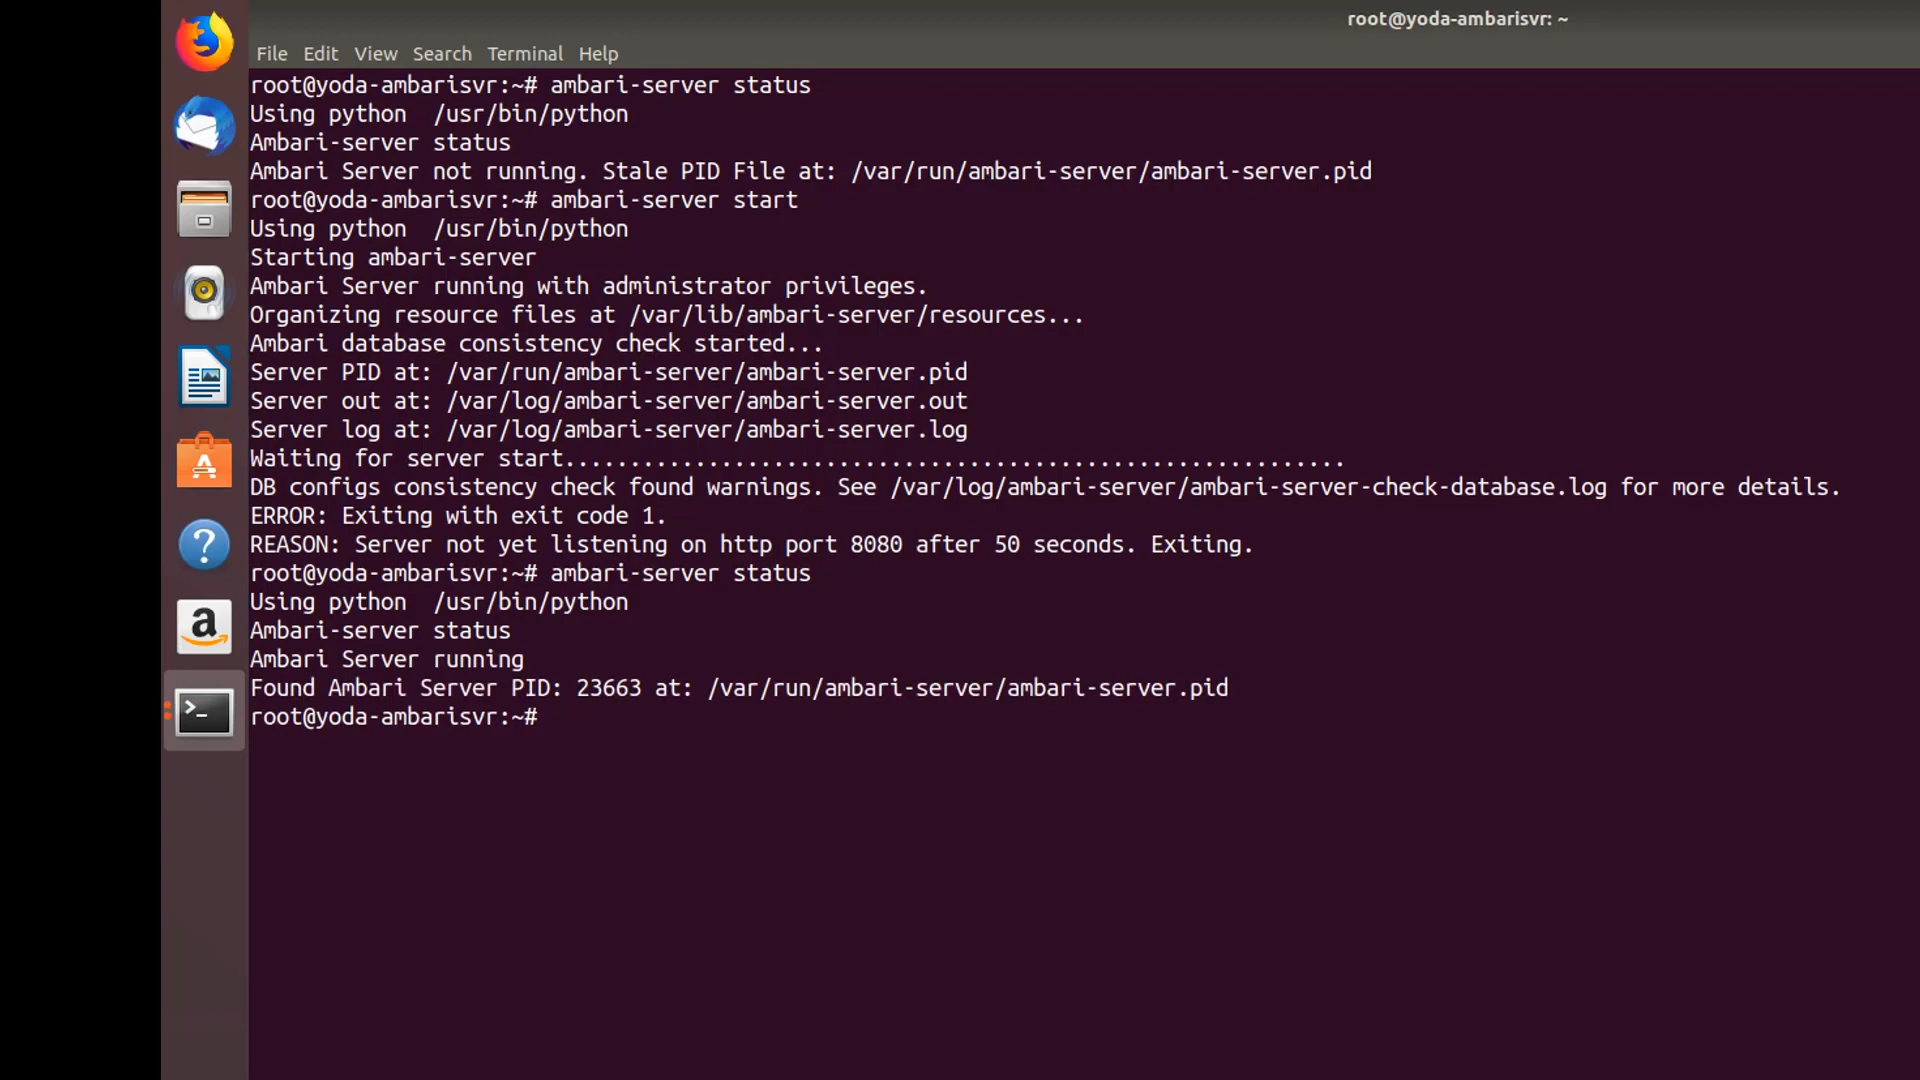 root@yoda-ambarisvr: ~
File Edit View Search Terminal Help
root@yoda-ambarisvr:~# ambari-server status
Using python  /usr/bin/python
Ambari-server status
Ambari Server not running. Stale PID File at: /var/run/ambari-server/ambari-server.pid
root@yoda-ambarisvr:~# ambari-server start
Using python  /usr/bin/python
Starting ambari-server
Ambari Server running with administrator privileges.
Organizing resource files at /var/lib/ambari-server/resources...
Ambari database consistency check started...
Server PID at: /var/run/ambari-server/ambari-server.pid
Server out at: /var/log/ambari-server/ambari-server.out
Server log at: /var/log/ambari-server/ambari-server.log
Waiting for server start............................................................
DB configs consistency check found warnings. See /var/log/ambari-server/ambari-server-check-database.log for more details.
ERROR: Exiting with exit code 1.
REASON: Server not yet listening on http port 8080 after 50 seconds. Exiting.
root@yoda-ambarisvr:~# ambari-server status
Using python  /usr/bin/python
Ambari-server status
Ambari Server running
Found Ambari Server PID: 23663 at: /var/run/ambari-server/ambari-server.pid
root@yoda-ambarisvr:~#